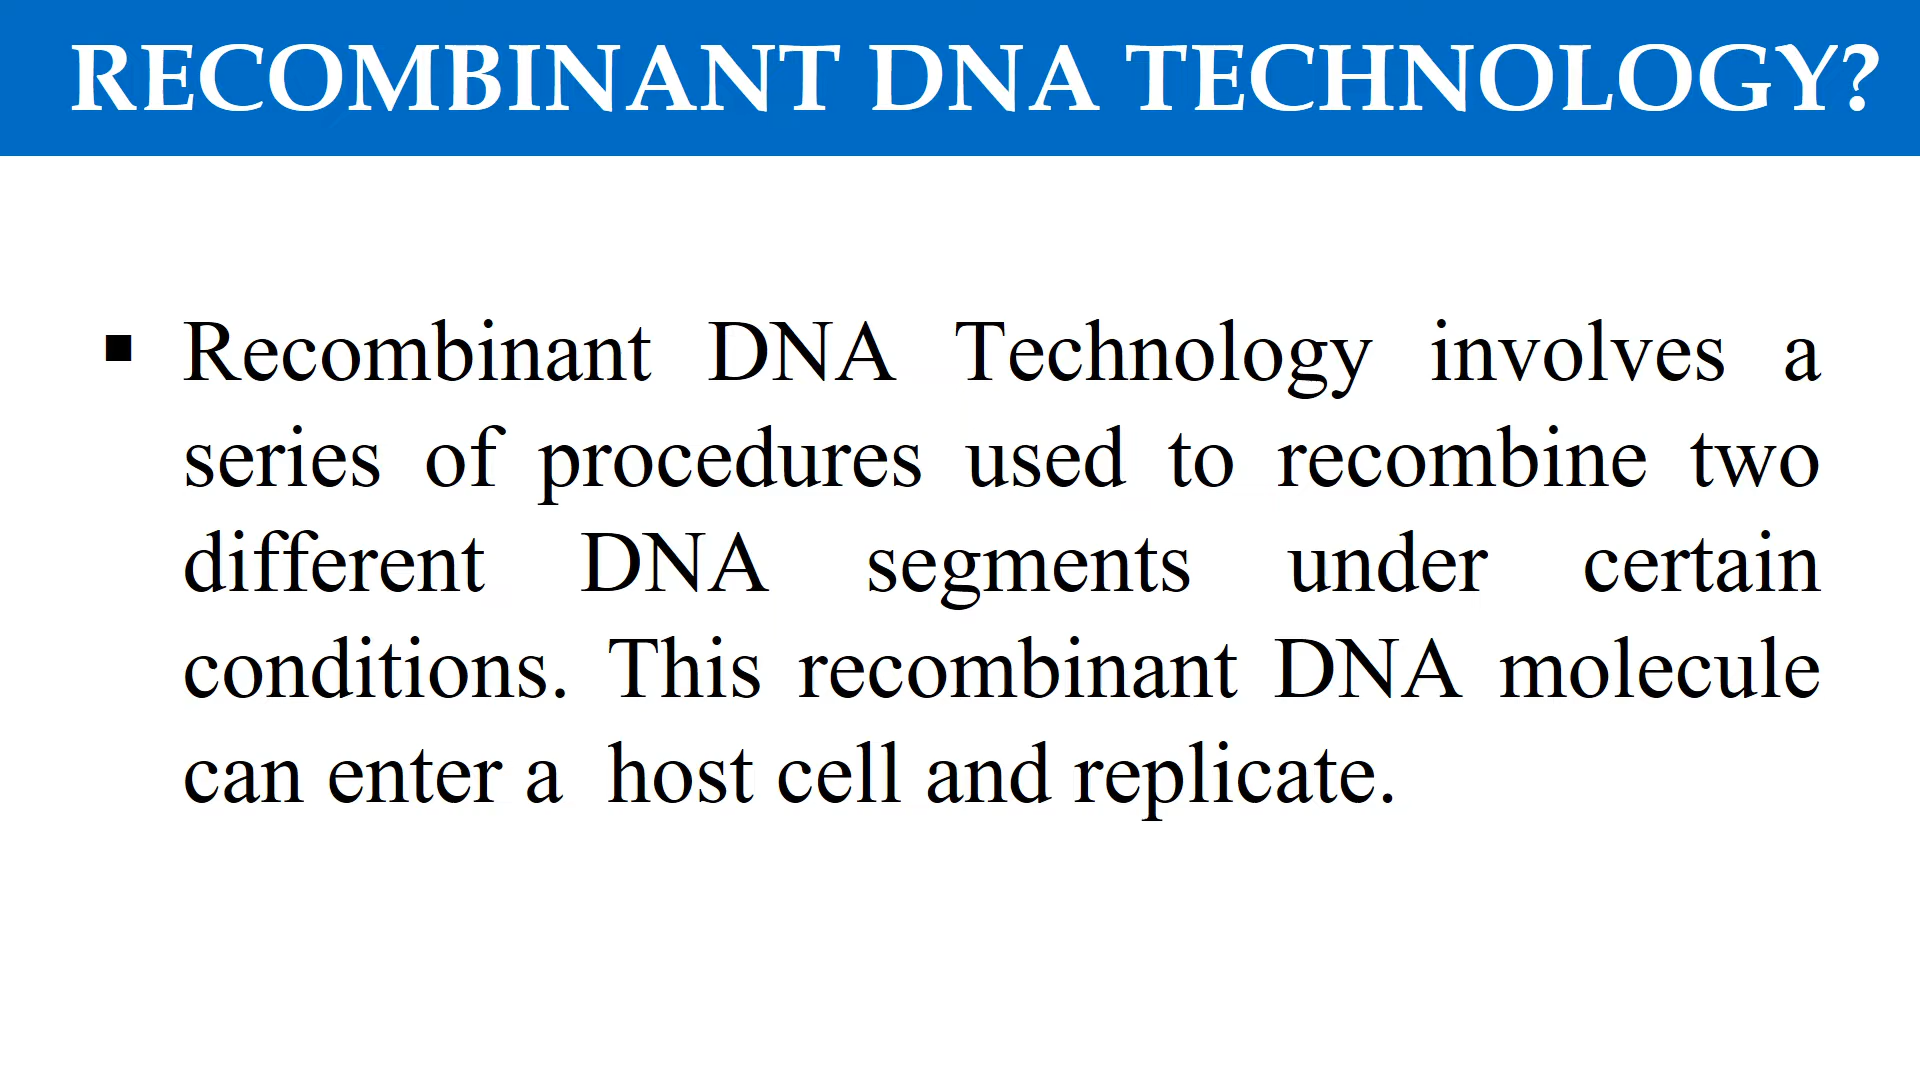 RECOMBINANT DNA TECHNOLOGY?
▪ Recombinant DNA Technology involves a
series of procedures used to recombine two
different DNA segments under certain
conditions. This recombinant DNA molecule
can enter a  host cell and replicate.